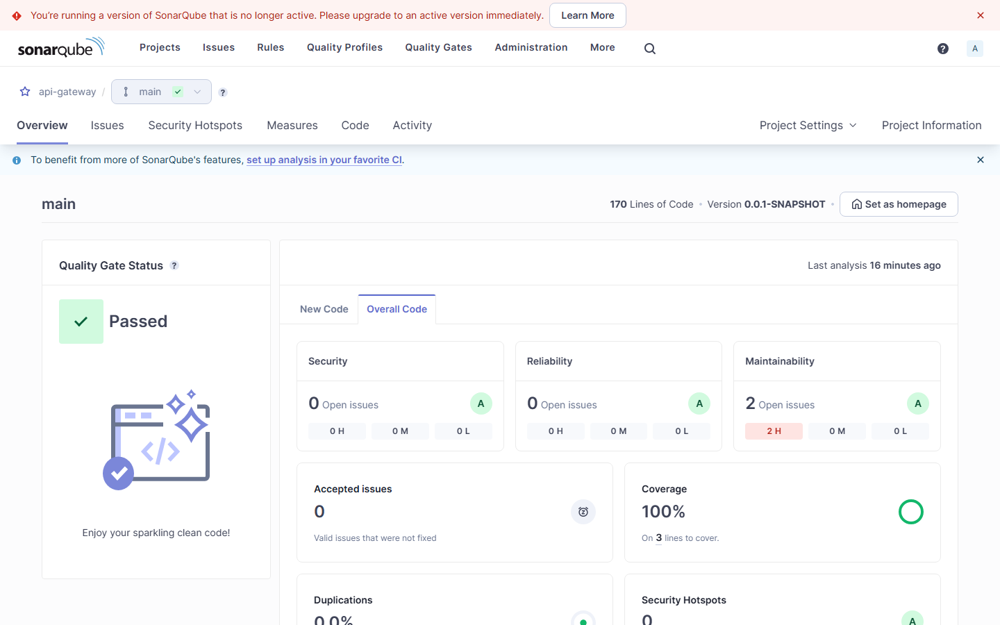 You're running a version of SonarQube that is no longer active. Please upgrade to an active version immediately. Learn More
sonarqube Projects Issues Rules Quality Profiles Quality Gates Administration More ? A
api-gateway / main ?
Overview Issues Security Hotspots Measures Code Activity Project Settings Project Information
To benefit from more of SonarQube's features, set up analysis in your favorite CI.
main 170 Lines of Code • Version 0.0.1-SNAPSHOT • Set as homepage
Quality Gate Status ?
Passed
Enjoy your sparkling clean code!
Last analysis 16 minutes ago
New Code Overall Code
Security
0 Open issues A
0 H 0 M 0 L
Reliability
0 Open issues A
0 H 0 M 0 L
Maintainability
2 Open issues A
2 H 0 M 0 L
Accepted issues
0
Valid issues that were not fixed
Coverage
100%
On 3 lines to cover.
Duplications
0.0%
Security Hotspots
0 A